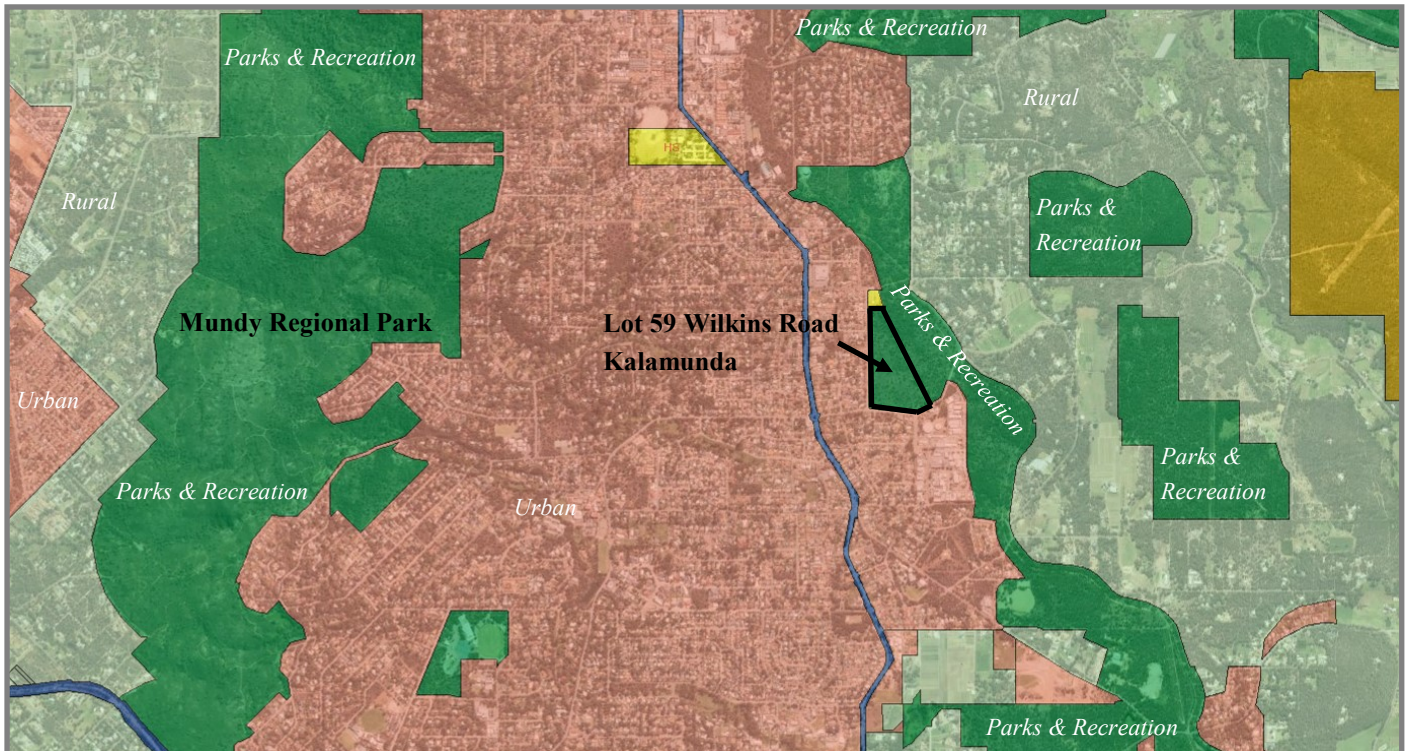 Parks & Recreation
Parks & Recreation
Rural
HS
Rural
Parks &
Recreation
Mundy Regional Park
Lot 59 Wilkins Road
Kalamunda
Parks & Recreation
Urban
Parks & Recreation
Urban
Parks &
Recreation
Parks & Recreation